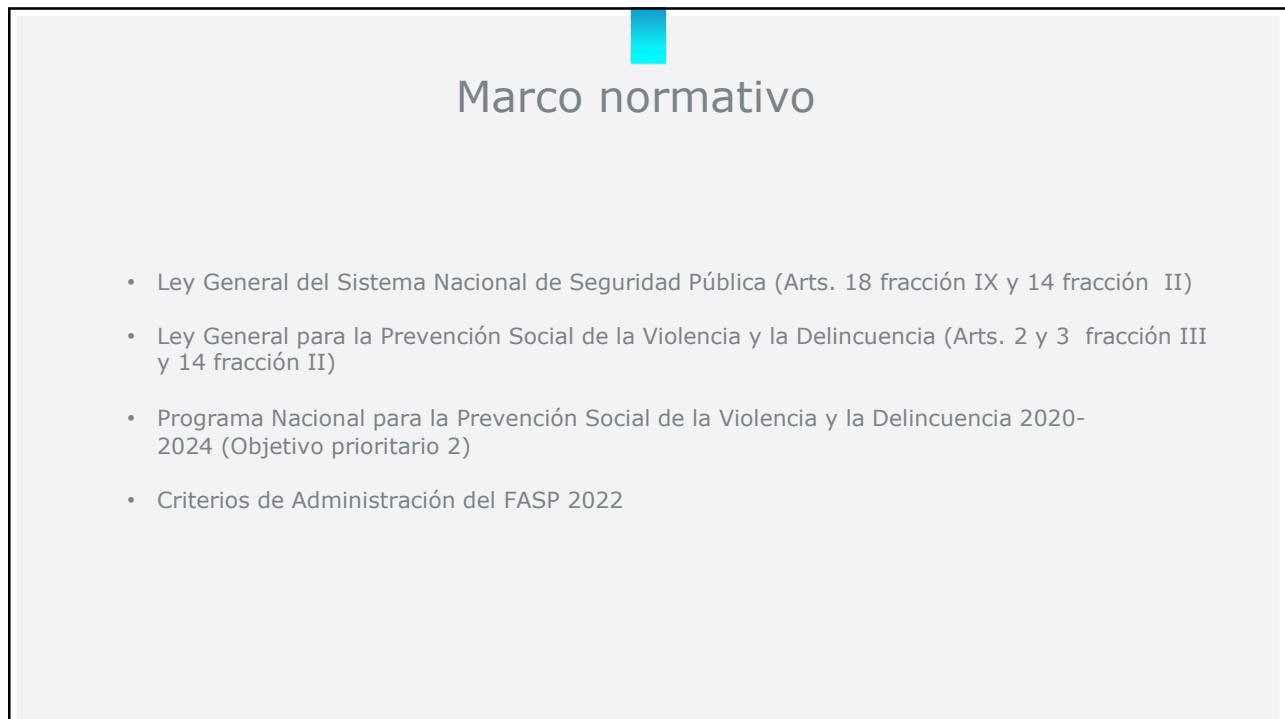 Marco normativo
• Ley General del Sistema Nacional de Seguridad Pública (Arts. 18 fracción IX y 14 fracción  II)
• Ley General para la Prevención Social de la Violencia y la Delincuencia (Arts. 2 y 3  fracción III
y 14 fracción II)
• Programa Nacional para la Prevención Social de la Violencia y la Delincuencia 2020-
2024 (Objetivo prioritario 2)
• Criterios de Administración del FASP 2022